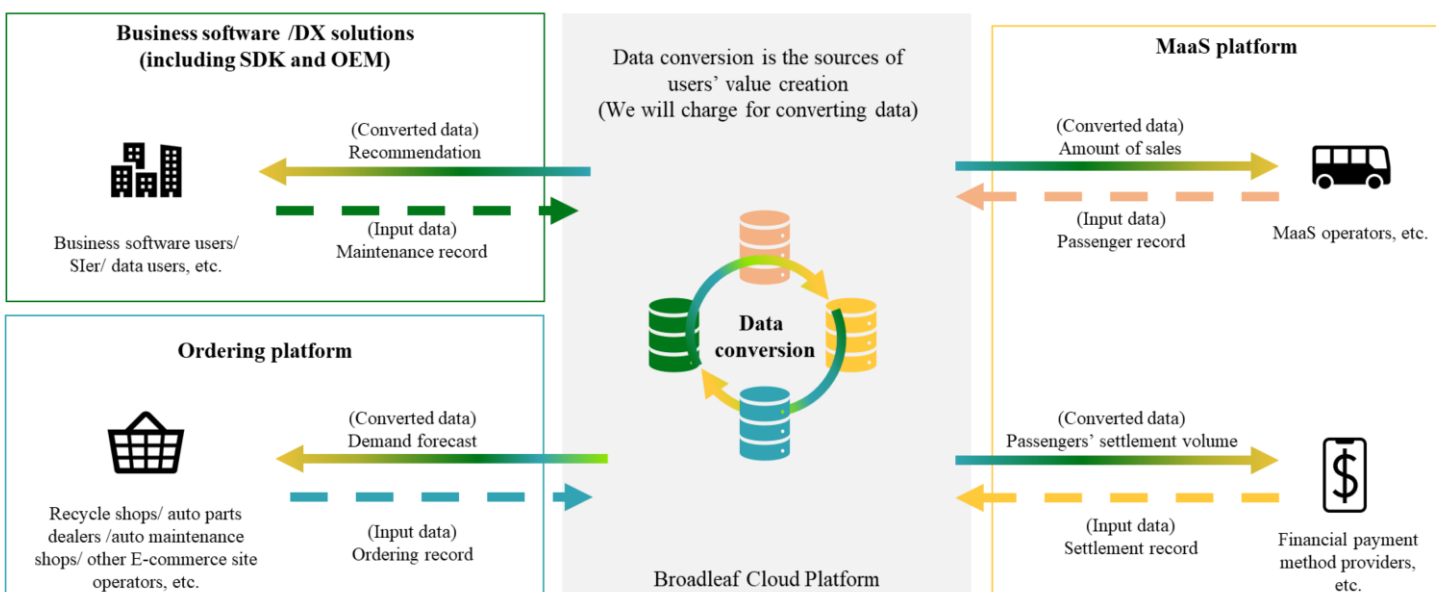 Business software /DX solutions
(including SDK and OEM)
(Converted data)
Recommendation
(Input data)
Maintenance record
Business software users/
SIer/ data users, etc.
Ordering platform
(Converted data)
Demand forecast
(Input data)
Ordering record
Recycle shops/ auto parts
dealers /auto maintenance
shops/ other E-commerce site
operators, etc.
Data conversion is the sources of
users’ value creation
(We will charge for converting data)
Data
conversion
Broadleaf Cloud Platform
MaaS platform
(Converted data)
Amount of sales
(Input data)
Passenger record
MaaS operators, etc.
(Converted data)
Passengers’ settlement volume
(Input data)
Settlement record
$
Financial payment
method providers,
etc.